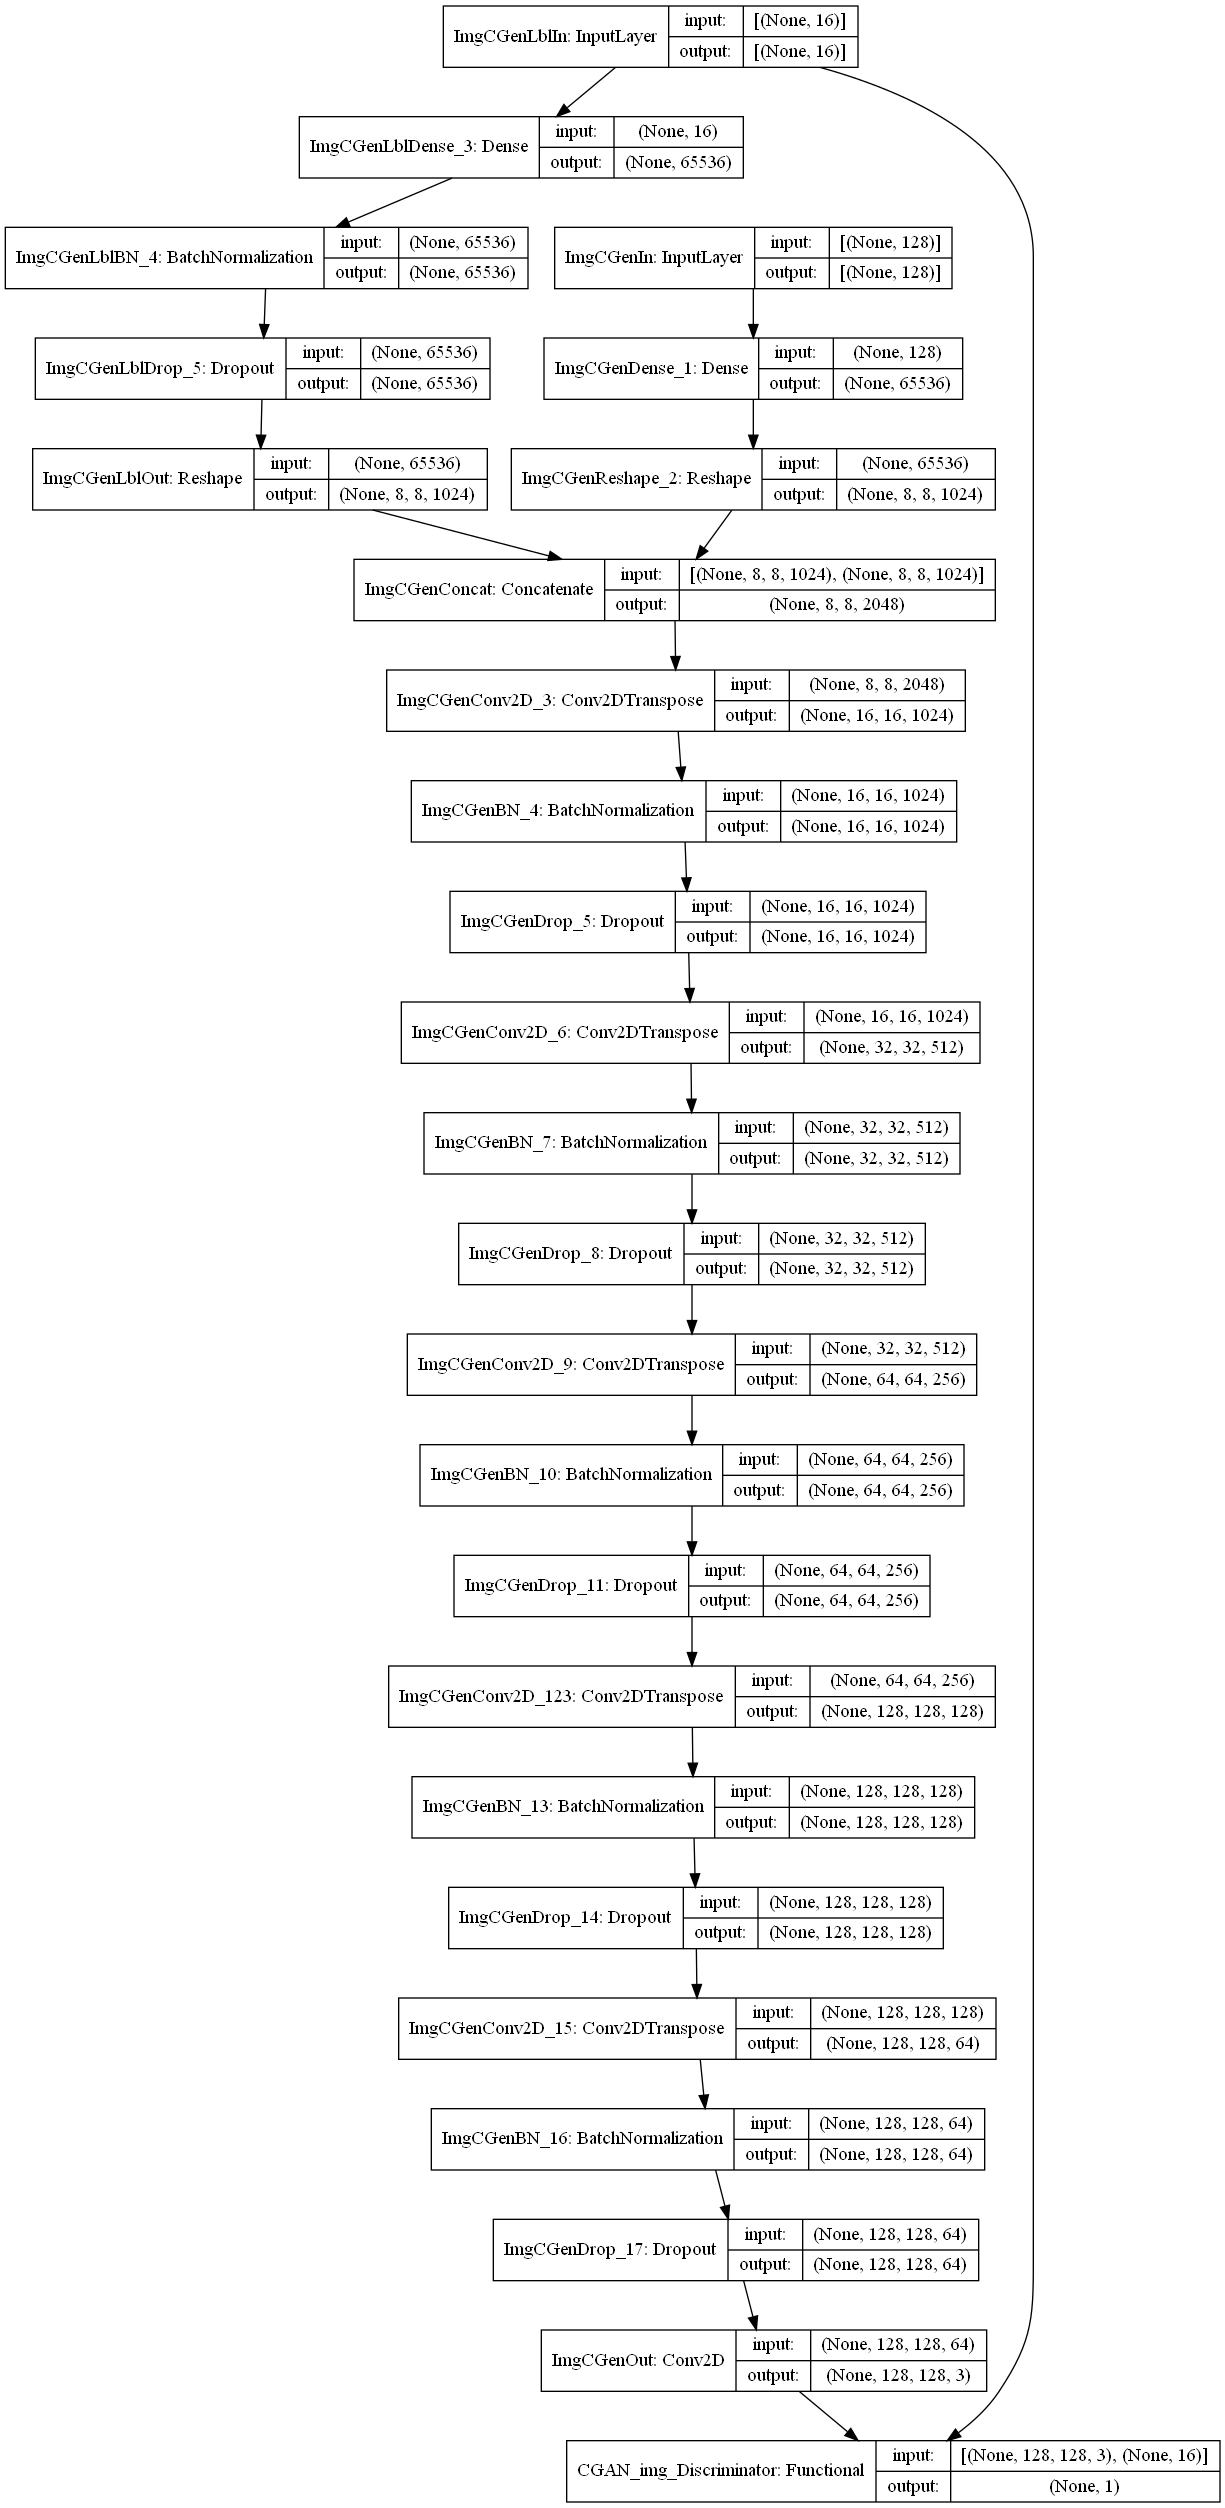 ImgCGenLblIn: InputLayer
input: [(None, 16)]
output: [(None, 16)]
ImgCGenLblDense_3: Dense
input: (None, 16)
output: (None, 65536)
ImgCGenLblBN_4: BatchNormalization
input: (None, 65536)
output: (None, 65536)
ImgCGenIn: InputLayer
input: [(None, 128)]
output: [(None, 128)]
ImgCGenLblDrop_5: Dropout
input: (None, 65536)
output: (None, 65536)
ImgCGenDense_1: Dense
input: (None, 128)
output: (None, 65536)
ImgCGenLblOut: Reshape
input: (None, 65536)
output: (None, 8, 8, 1024)
ImgCGenReshape_2: Reshape
input: (None, 65536)
output: (None, 8, 8, 1024)
ImgCGenConcat: Concatenate
input: [(None, 8, 8, 1024), (None, 8, 8, 1024)]
output: (None, 8, 8, 2048)
ImgCGenConv2D_3: Conv2DTranspose
input: (None, 8, 8, 2048)
output: (None, 16, 16, 1024)
ImgCGenBN_4: BatchNormalization
input: (None, 16, 16, 1024)
output: (None, 16, 16, 1024)
ImgCGenDrop_5: Dropout
input: (None, 16, 16, 1024)
output: (None, 16, 16, 1024)
ImgCGenConv2D_6: Conv2DTranspose
input: (None, 16, 16, 1024)
output: (None, 32, 32, 512)
ImgCGenBN_7: BatchNormalization
input: (None, 32, 32, 512)
output: (None, 32, 32, 512)
ImgCGenDrop_8: Dropout
input: (None, 32, 32, 512)
output: (None, 32, 32, 512)
ImgCGenConv2D_9: Conv2DTranspose
input: (None, 32, 32, 512)
output: (None, 64, 64, 256)
ImgCGenBN_10: BatchNormalization
input: (None, 64, 64, 256)
output: (None, 64, 64, 256)
ImgCGenDrop_11: Dropout
input: (None, 64, 64, 256)
output: (None, 64, 64, 256)
ImgCGenConv2D_123: Conv2DTranspose
input: (None, 64, 64, 256)
output: (None, 128, 128, 128)
ImgCGenBN_13: BatchNormalization
input: (None, 128, 128, 128)
output: (None, 128, 128, 128)
ImgCGenDrop_14: Dropout
input: (None, 128, 128, 128)
output: (None, 128, 128, 128)
ImgCGenConv2D_15: Conv2DTranspose
input: (None, 128, 128, 128)
output: (None, 128, 128, 64)
ImgCGenBN_16: BatchNormalization
input: (None, 128, 128, 64)
output: (None, 128, 128, 64)
ImgCGenDrop_17: Dropout
input: (None, 128, 128, 64)
output: (None, 128, 128, 64)
ImgCGenOut: Conv2D
input: (None, 128, 128, 64)
output: (None, 128, 128, 3)
CGAN_img_Discriminator: Functional
input: [(None, 128, 128, 3), (None, 16)]
output: (None, 1)